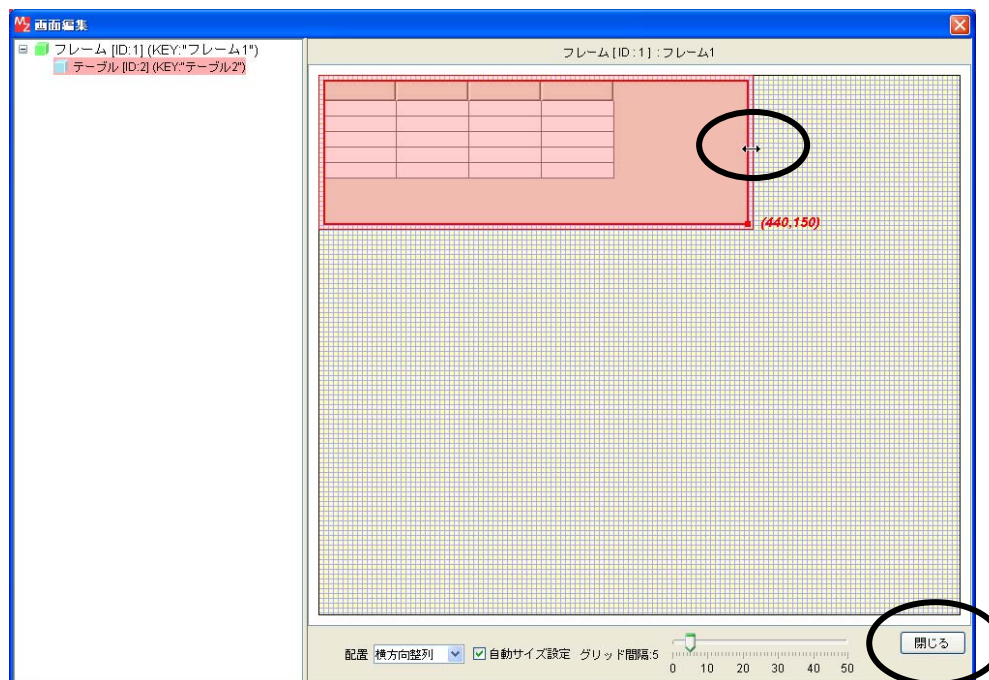 MZ 画面編集
フレーム [ID:1] (KEY:"フレーム1")
テーブル [ID:2] (KEY:"テーブル2")
フレーム [ID:1] : フレーム1
(440,150)
配置 横方向整列 自動サイズ設定 グリッド間隔:5
0 10 20 30 40 50
閉じる